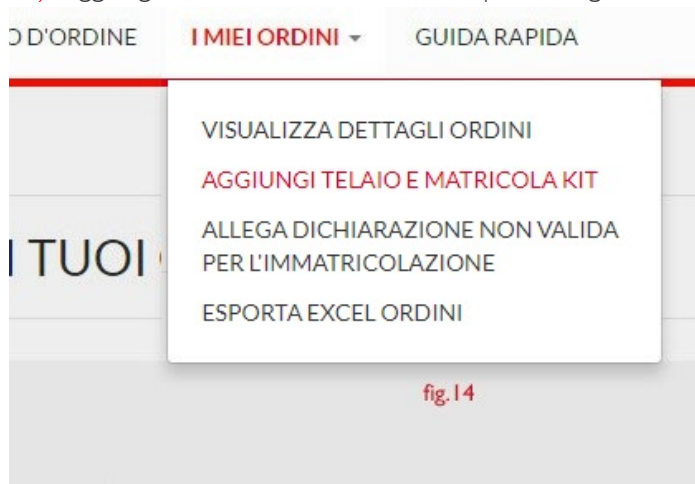 O D'ORDINE I MIEI ORDINI GUIDA RAPIDA
VISUALIZZA DETTAGLI ORDINI
AGGIUNGI TELAIO E MATRICOLA KIT
ALLEGA DICHIARAZIONE NON VALIDA
PER L'IMMATRICOLAZIONE
I TUOI
ESPORTA EXCEL ORDINI
fig.14